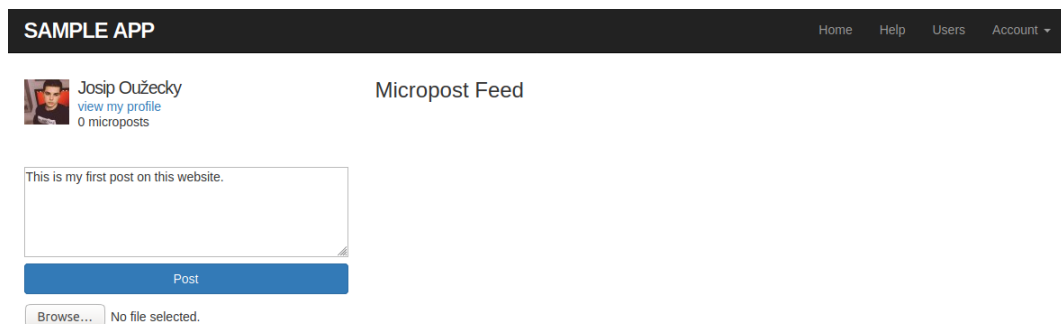 SAMPLE APP
Home Help Users Account
Josip Oužecky
view my profile
0 microposts
Micropost Feed
This is my first post on this website.
Post
Browse... No file selected.